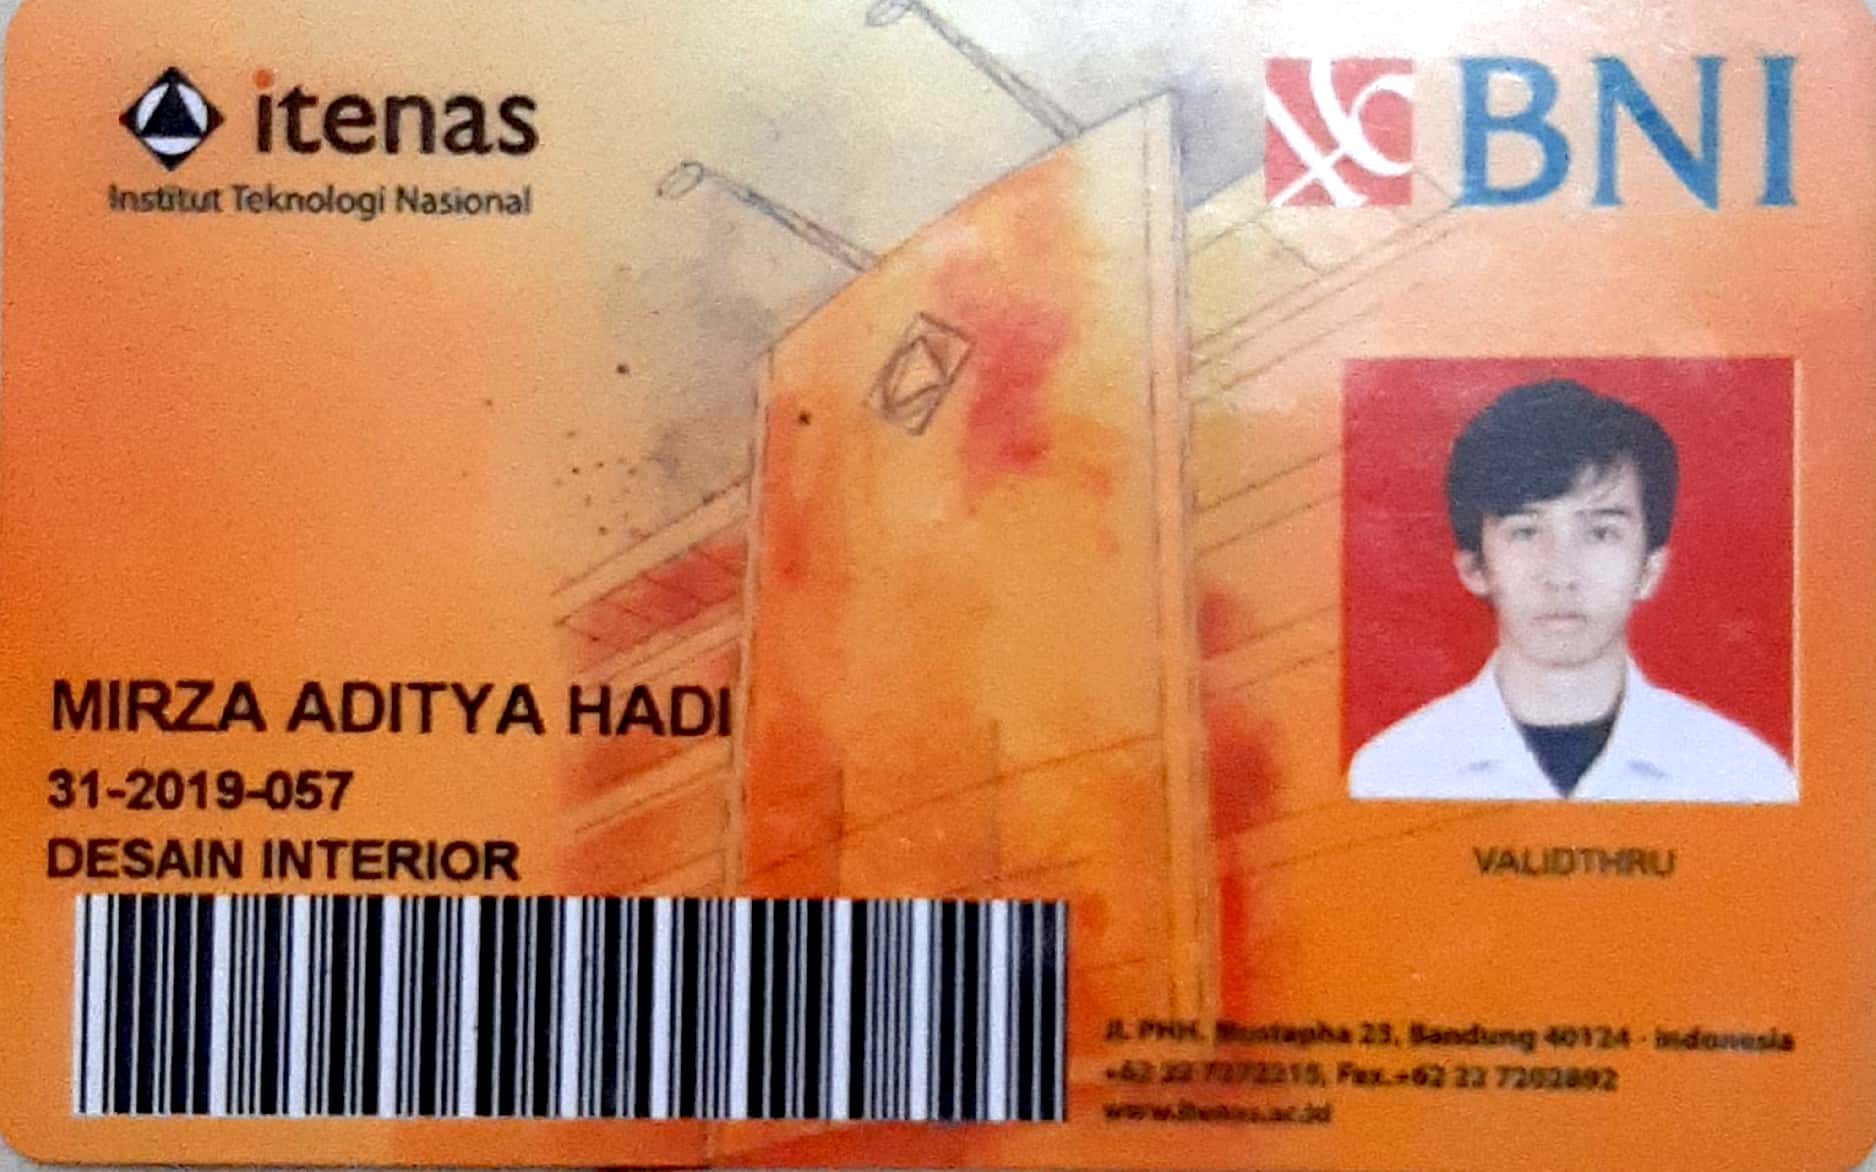 itenas
Institut Teknologi Nasional
BNI
MIRZA ADITYA HADI
31-2019-057
DESAIN INTERIOR
VALIDTHRU
Jl. PHH. Mustapha 23, Bandung 40124 - Indonesia
+62 22 7272215, Fax.+62 22 7202892
www.itenas.ac.id